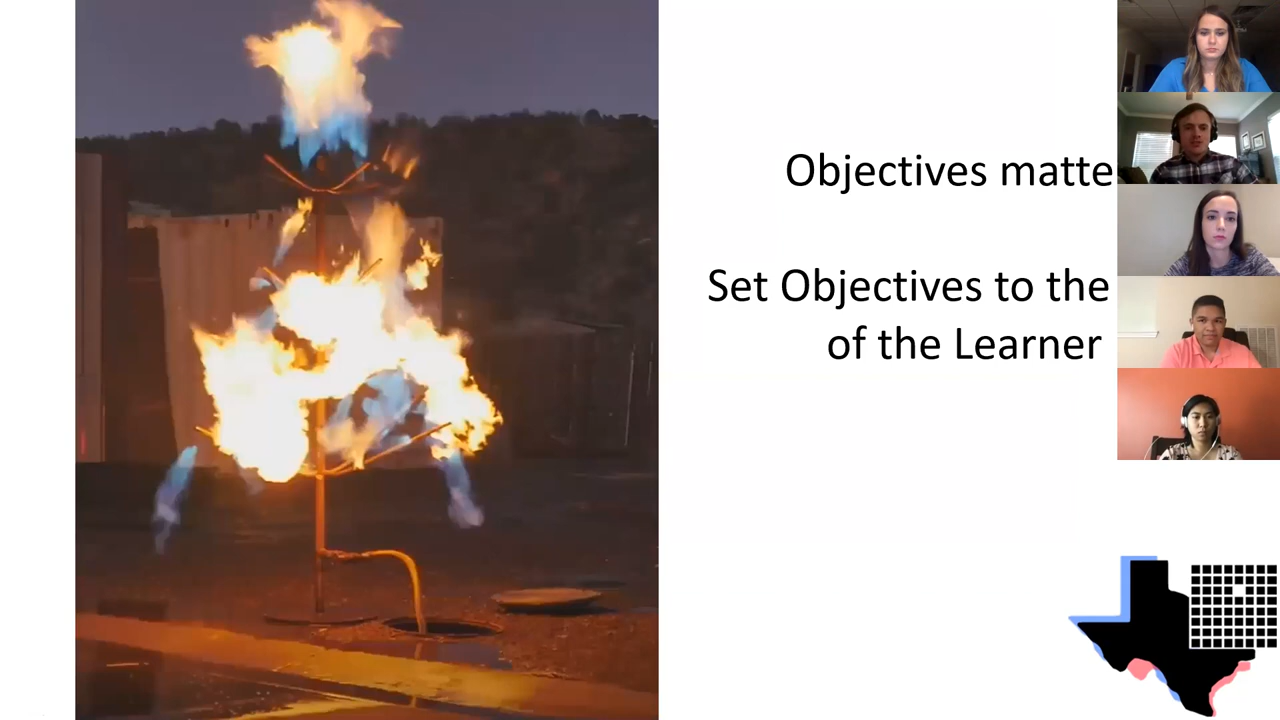 Objectives matte
Set Objectives to the
of the Learner